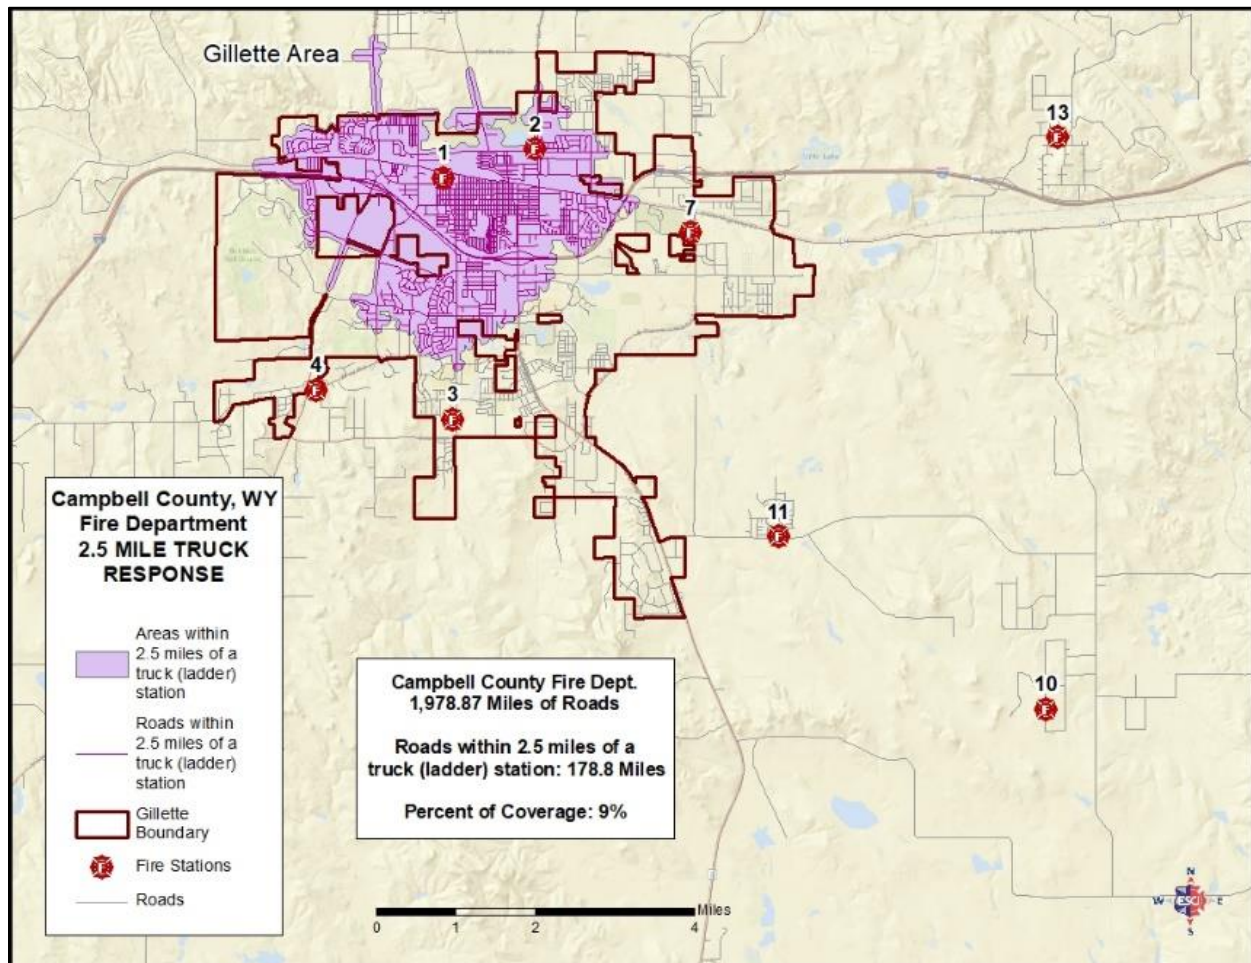 Gillette Area
13
2
1
7
4
3
11
10
Campbell County, WY
Fire Department
2.5 MILE TRUCK
RESPONSE
Areas within
2.5 miles of a
truck (ladder)
station
Roads within
2.5 miles of a
truck (ladder)
station
Gillette
Boundary
Fire Stations
Roads
Campbell County Fire Dept.
1,978.87 Miles of Roads
Roads within 2.5 miles of a
truck (ladder) station: 178.8 Miles
Percent of Coverage: 9%
Miles
0 1 2 4
N
W ESCI E
S